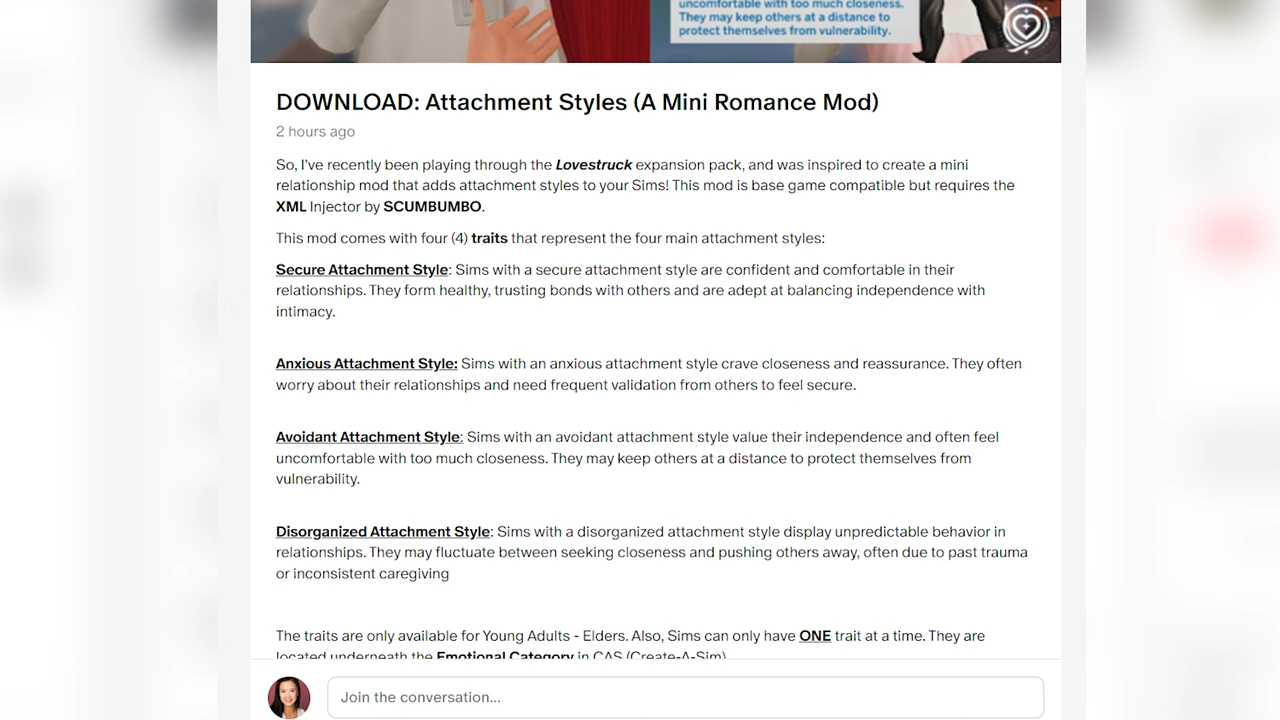 uncomfortable with too much closeness.
They may keep others at a distance to
protect themselves from vulnerability.
DOWNLOAD: Attachment Styles (A Mini Romance Mod)
2 hours ago
So, I've recently been playing through the Lovestruck expansion pack, and was inspired to create a mini
relationship mod that adds attachment styles to your Sims! This mod is base game compatible but requires the
XML Injector by SCUMBUMBO.
This mod comes with four (4) traits that represent the four main attachment styles:
Secure Attachment Style: Sims with a secure attachment style are confident and comfortable in their
relationships. They form healthy, trusting bonds with others and are adept at balancing independence with
intimacy.
Anxious Attachment Style: Sims with an anxious attachment style crave closeness and reassurance. They often
worry about their relationships and need frequent validation from others to feel secure.
Avoidant Attachment Style: Sims with an avoidant attachment style value their independence and often feel
uncomfortable with too much closeness. They may keep others at a distance to protect themselves from
vulnerability.
Disorganized Attachment Style: Sims with a disorganized attachment style display unpredictable behavior in
relationships. They may fluctuate between seeking closeness and pushing others away, often due to past trauma
or inconsistent caregiving
The traits are only available for Young Adults - Elders. Also, Sims can only have ONE trait at a time. They are
located underneath the Emotional Category in CAS (Create-A-Sim)
Join the conversation...